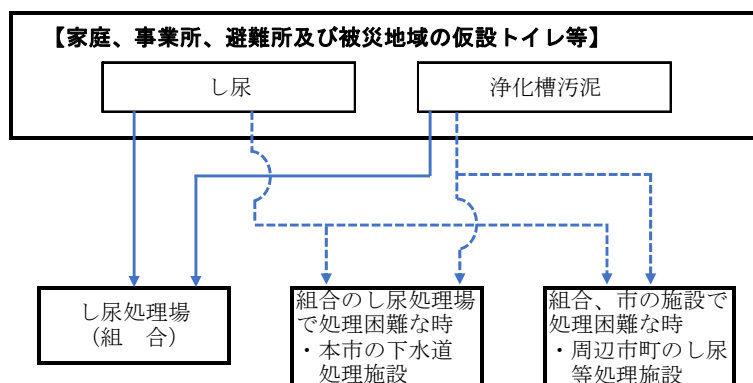 【家庭、事業所、避難所及び被災地域の仮設トイレ等】
し尿
浄化槽汚泥
し尿処理場
（組　合）
組合のし尿処理場
で処理困難な時
・本市の下水道
処理施設
組合、市の施設で
処理困難な時
・周辺市町のし尿
等処理施設